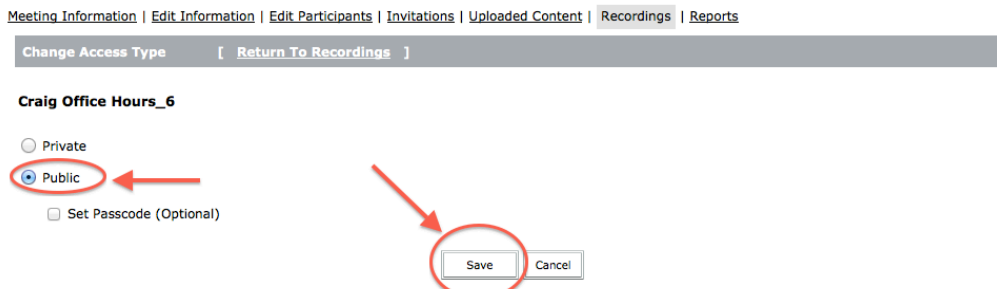 Meeting Information | Edit Information | Edit Participants | Invitations | Uploaded Content | Recordings | Reports
Change Access Type [ Return To Recordings ]
Craig Office Hours_6
Private
Public
Set Passcode (Optional)
Save Cancel